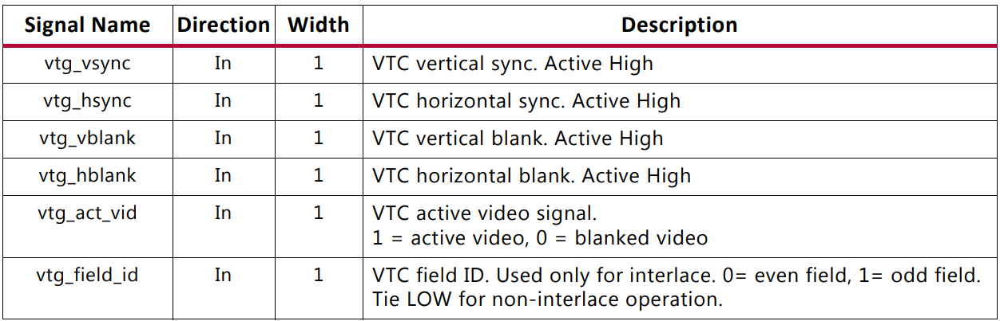 Signal Name Direction Width Description
vtg_vsync In 1 VTC vertical sync. Active High
vtg_hsync In 1 VTC horizontal sync. Active High
vtg_vblank In 1 VTC vertical blank. Active High
vtg_hblank In 1 VTC horizontal blank. Active High
vtg_act_vid In 1 VTC active video signal.
1 = active video, 0 = blanked video
vtg_field_id In 1 VTC field ID. Used only for interlace. 0= even field, 1= odd field.
Tie LOW for non-interlace operation.